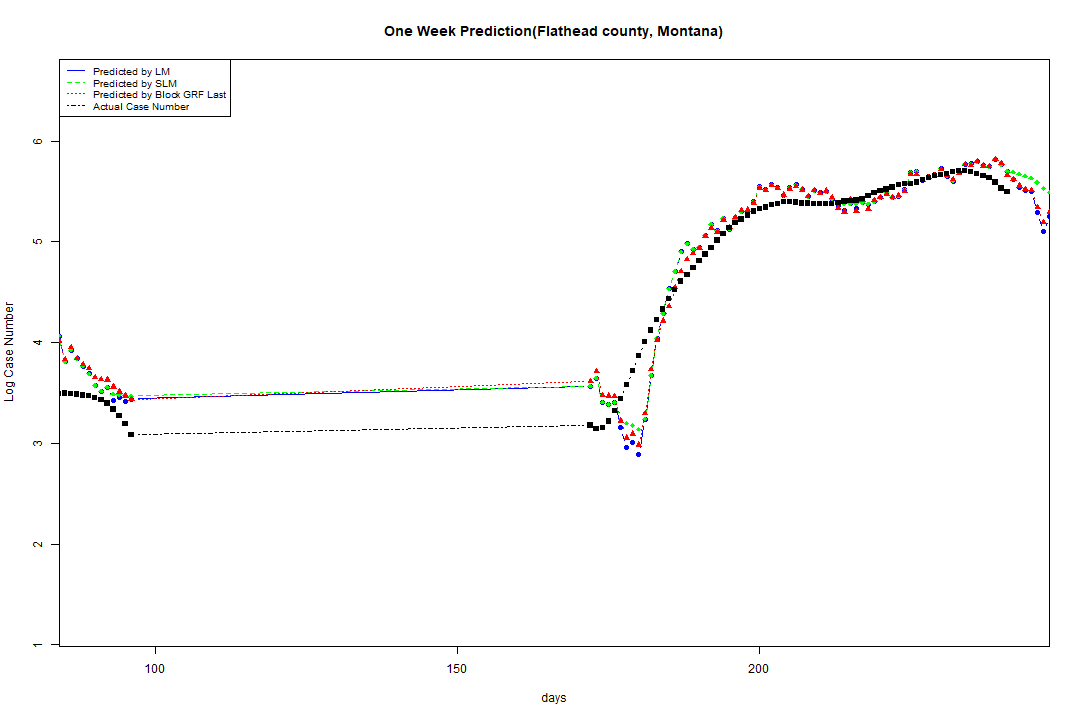 One Week Prediction(Flathead county, Montana)
Predicted by LM
Predicted by SLM
Predicted by Block GRF Last
Actual Case Number
6
5
4
3
2
1
Log Case Number
100 150 200
days